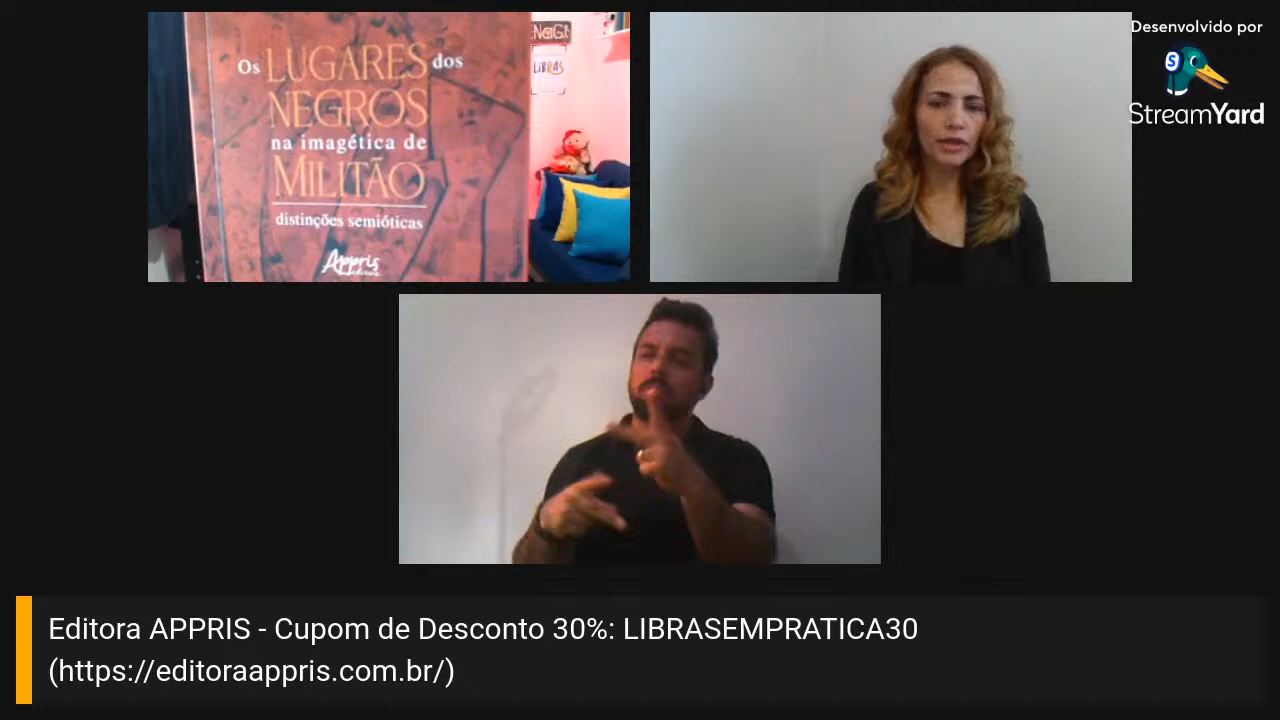 Os LUGARES dos
NEGROS
na imagética de
MILITÃO
distinções semióticas
Appris
editora
LiBRAS
Desenvolvido por
StreamYard
Editora APPRIS - Cupom de Desconto 30%: LIBRASEMPRATICA30
(https://editoraappris.com.br/)